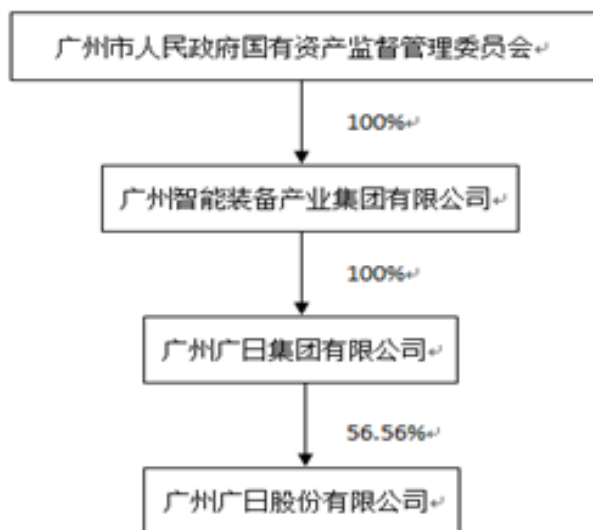 广州市人民政府国有资产监督管理委员会
100%
广州智能装备产业集团有限公司
100%
广州广日集团有限公司
56.56%
广州广日股份有限公司